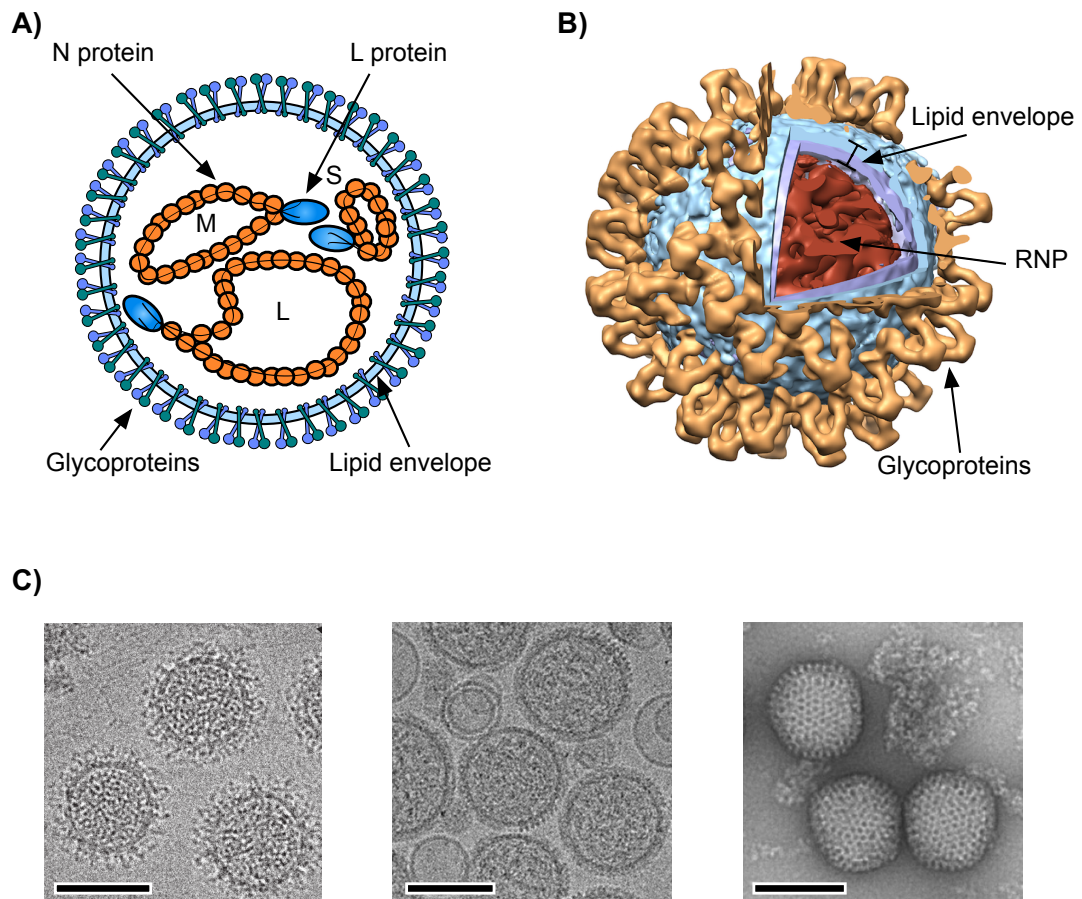 A)
N protein
L protein
S
M
L
Glycoproteins
Lipid envelope
B)
Lipid envelope
RNP
Glycoproteins
C)